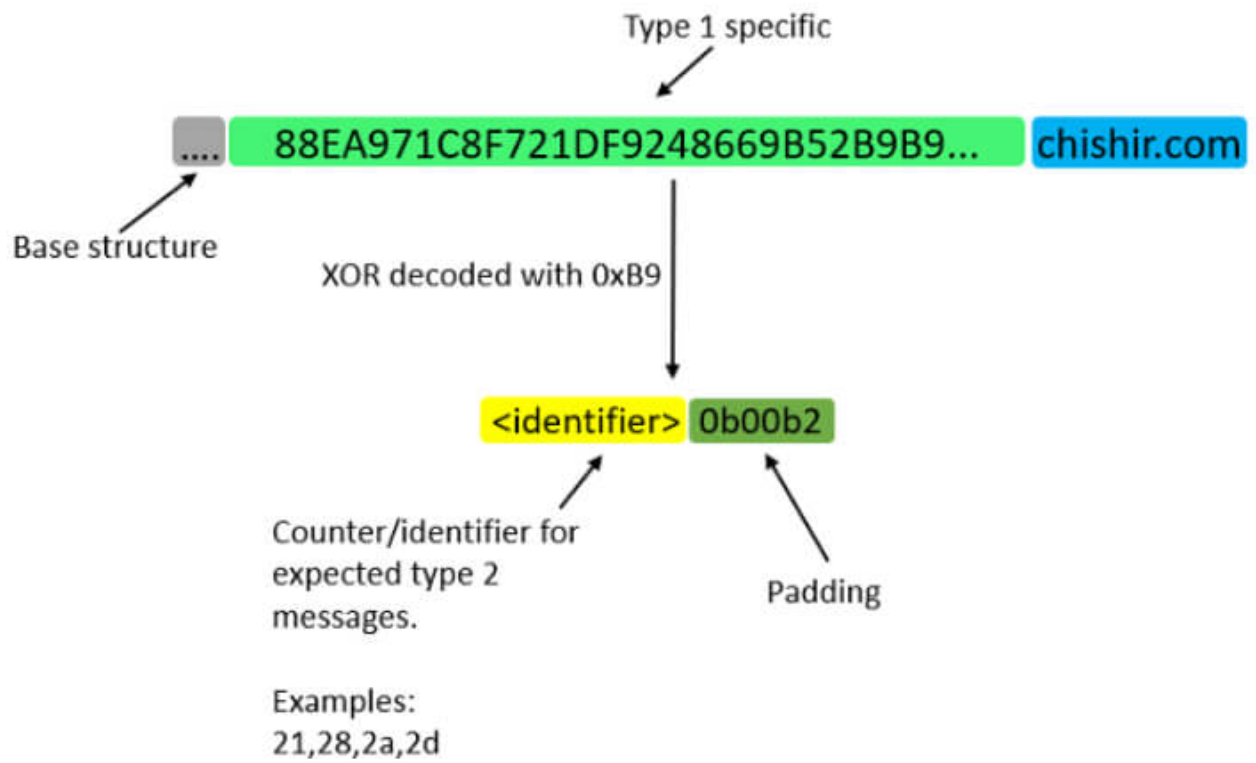 Type 1 specific
.... 88EA971C8F721DF9248669B52B9B9... chishir.com
Base structure
XOR decoded with 0xB9
<identifier> 0b00b2
Counter/identifier for
expected type 2
messages.
Padding
Examples:
21,28,2a,2d